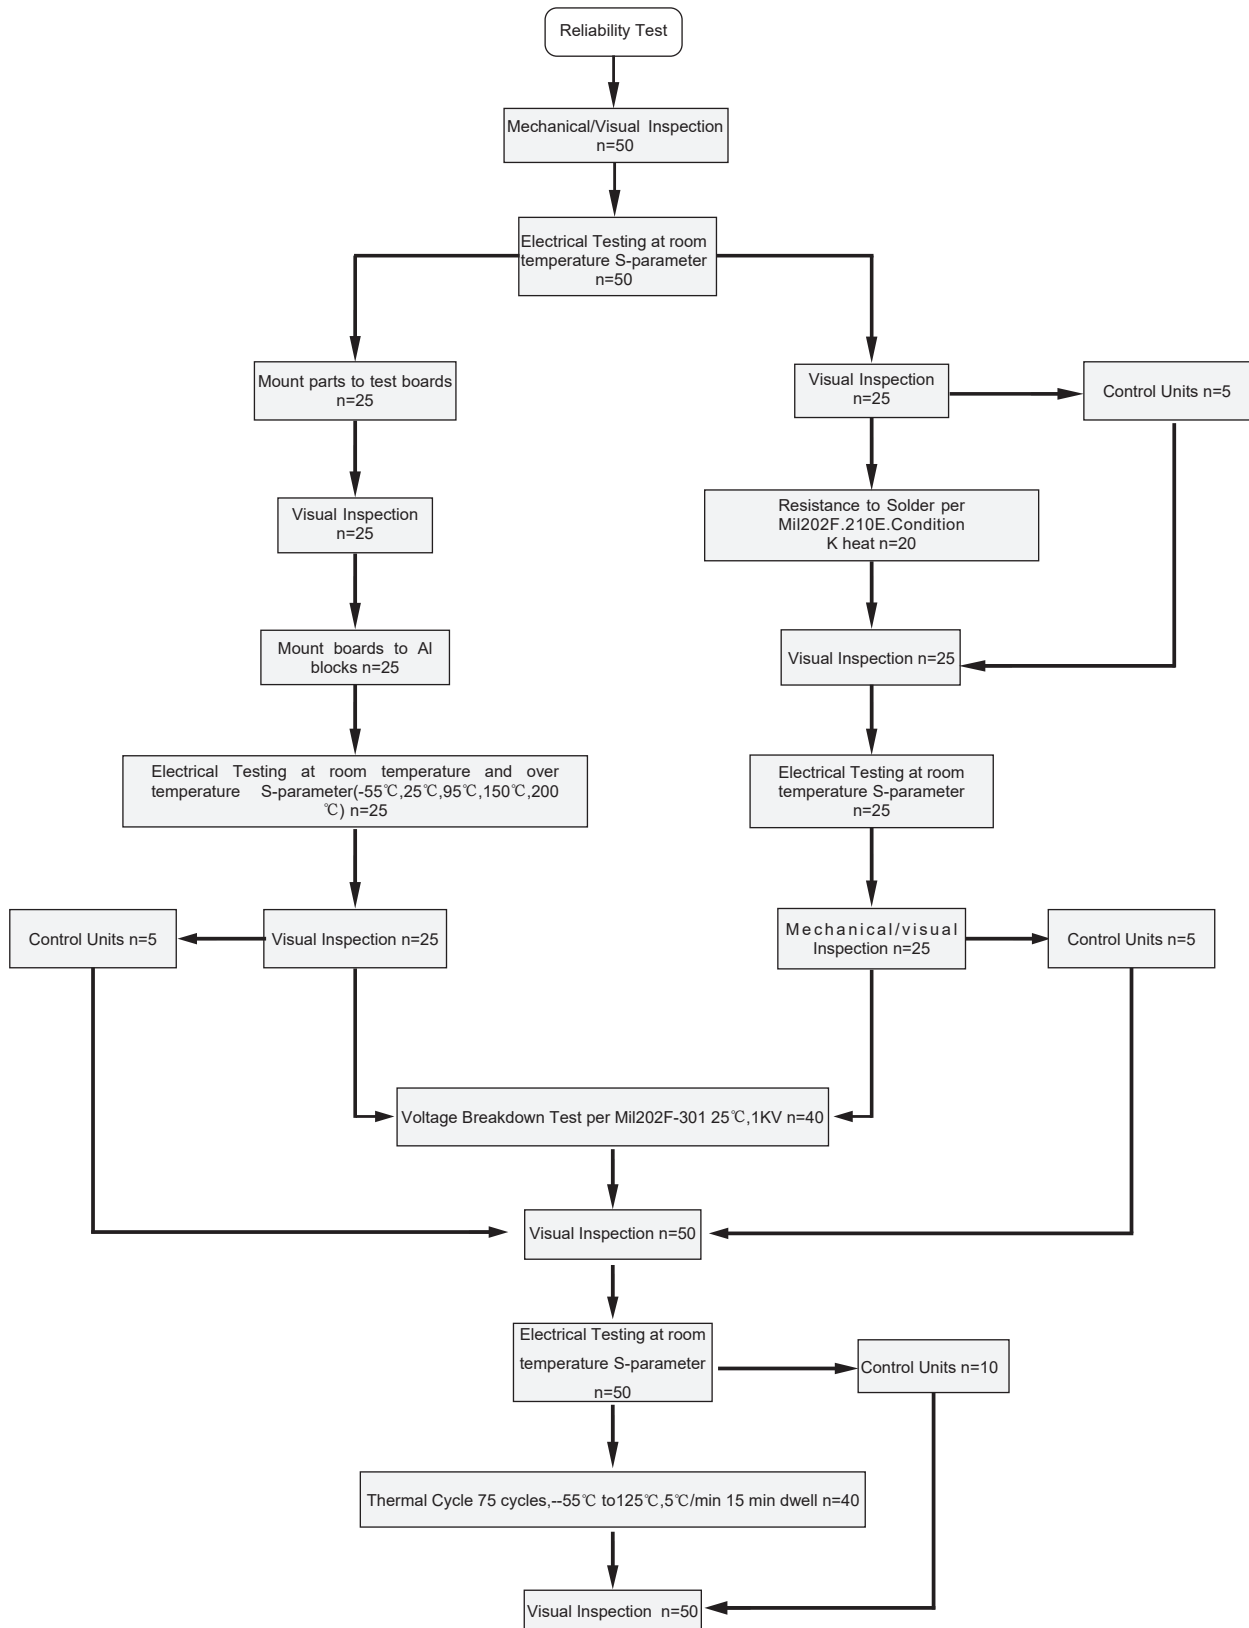 Reliability Test
Mechanical/Visual Inspection
n=50
Electrical Testing at room
temperature S-parameter
n=50
Mount parts to test boards
n=25
Visual Inspection
n=25
Control Units n=5
Visual Inspection
n=25
Resistance to Solder per
Mil202F.210E.Condition
K heat n=20
Mount boards to Al
blocks n=25
Visual Inspection n=25
Electrical Testing at room temperature and over
temperature S-parameter(-55℃,25℃,95℃,150℃,200
℃) n=25
Electrical Testing at room
temperature S-parameter
n=25
Control Units n=5
Visual Inspection n=25
Mechanical/visual
Inspection n=25
Control Units n=5
Voltage Breakdown Test per Mil202F-301 25℃,1KV n=40
Visual Inspection n=50
Electrical Testing at room
temperature S-parameter
n=50
Control Units n=10
Thermal Cycle 75 cycles,--55℃ to125℃,5℃/min 15 min dwell n=40
Visual Inspection n=50